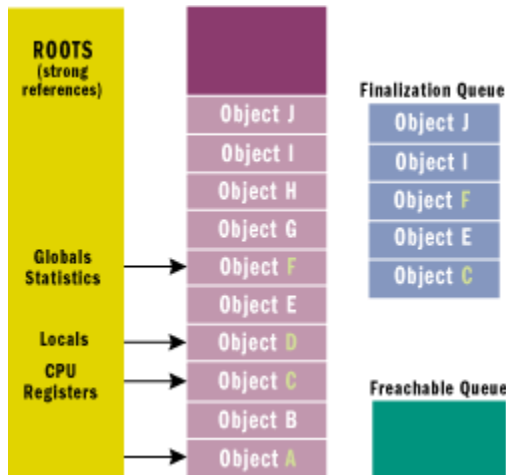 ROOTS
(strong
references)
Globals
Statistics
Locals
CPU
Registers
Object J
Object I
Object H
Object G
Object F
Object E
Object D
Object C
Object B
Object A
Finalization Queue
Object J
Object I
Object F
Object E
Object C
Freachable Queue